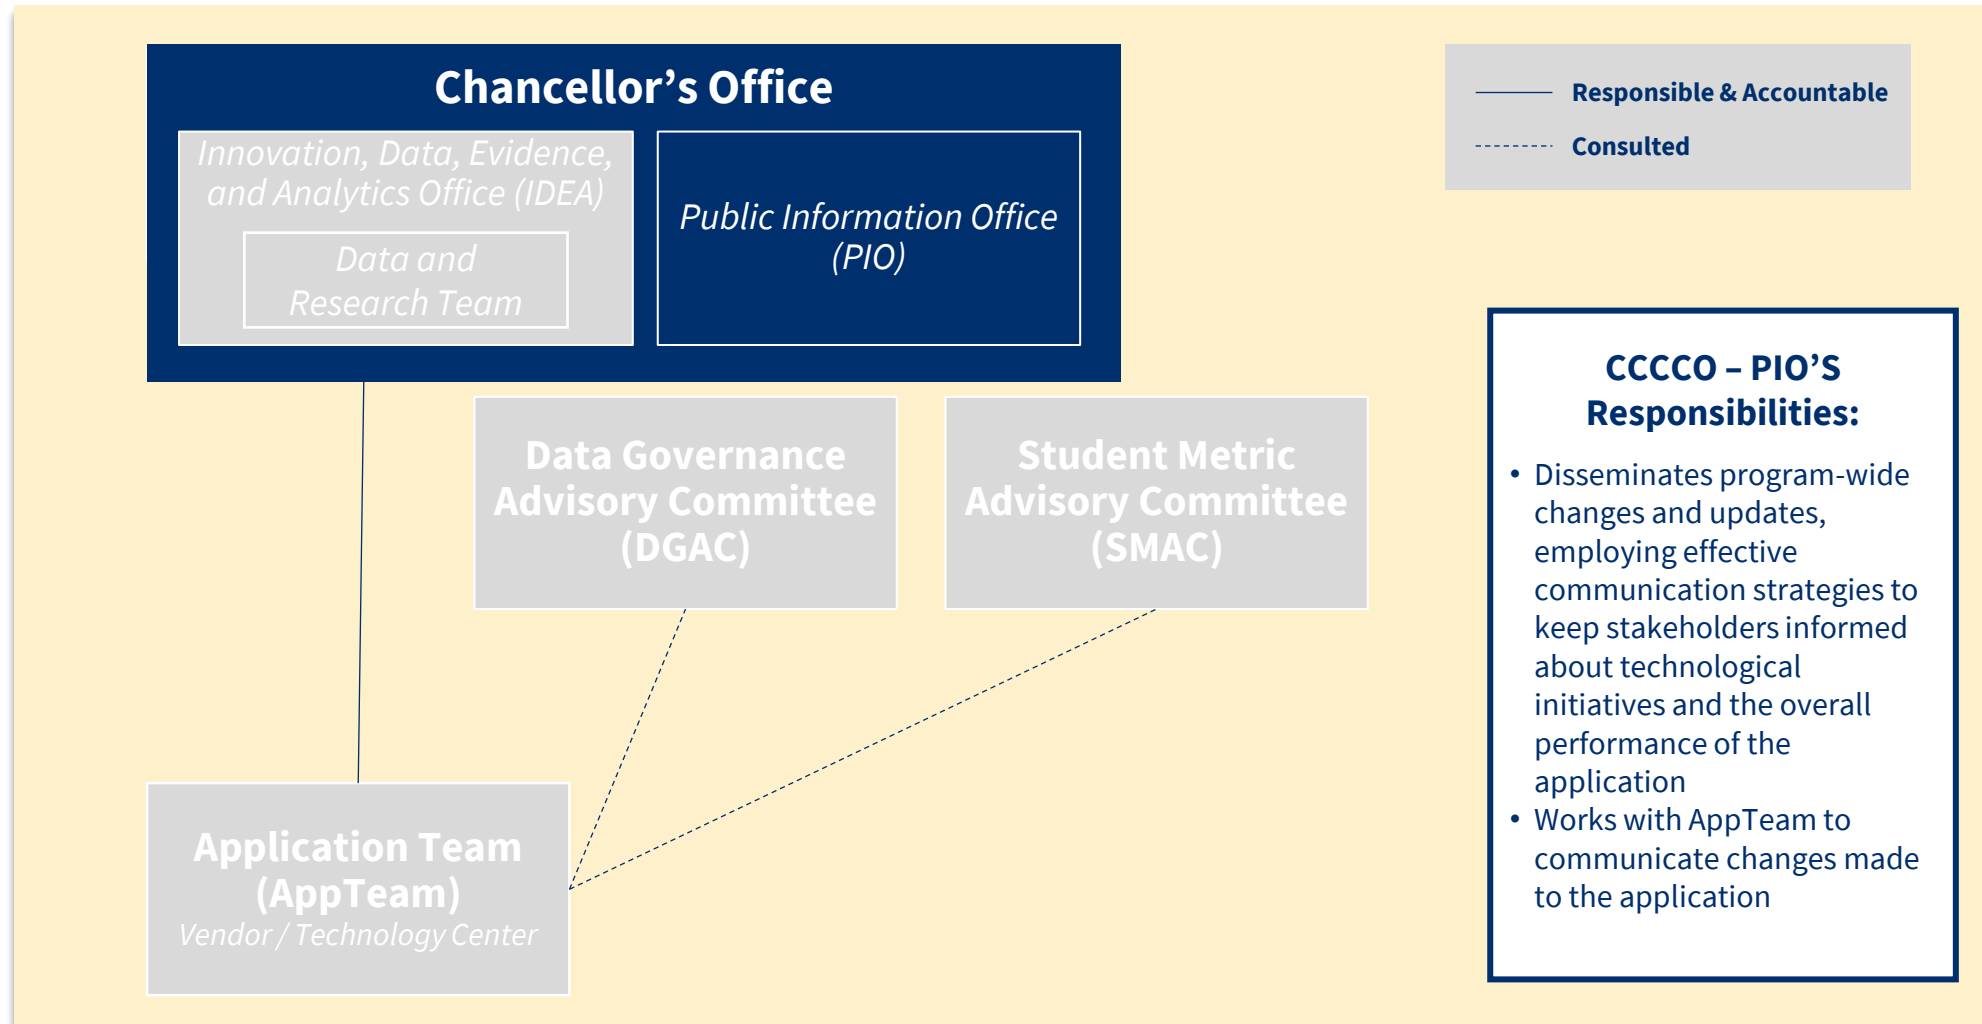 Chancellor’s Office
Innovation, Data, Evidence,
and Analytics Office (IDEA)
Data and
Research Team
Public Information Office
(PIO)
Responsible & Accountable
Consulted
Data Governance
Advisory Committee
(DGAC)
Student Metric
Advisory Committee
(SMAC)
Application Team
(AppTeam)
Vendor / Technology Center
CCCCO – PIO’S
Responsibilities:
• Disseminates program-wide
changes and updates,
employing effective
communication strategies to
keep stakeholders informed
about technological
initiatives and the overall
performance of the
application
• Works with AppTeam to
communicate changes made
to the application